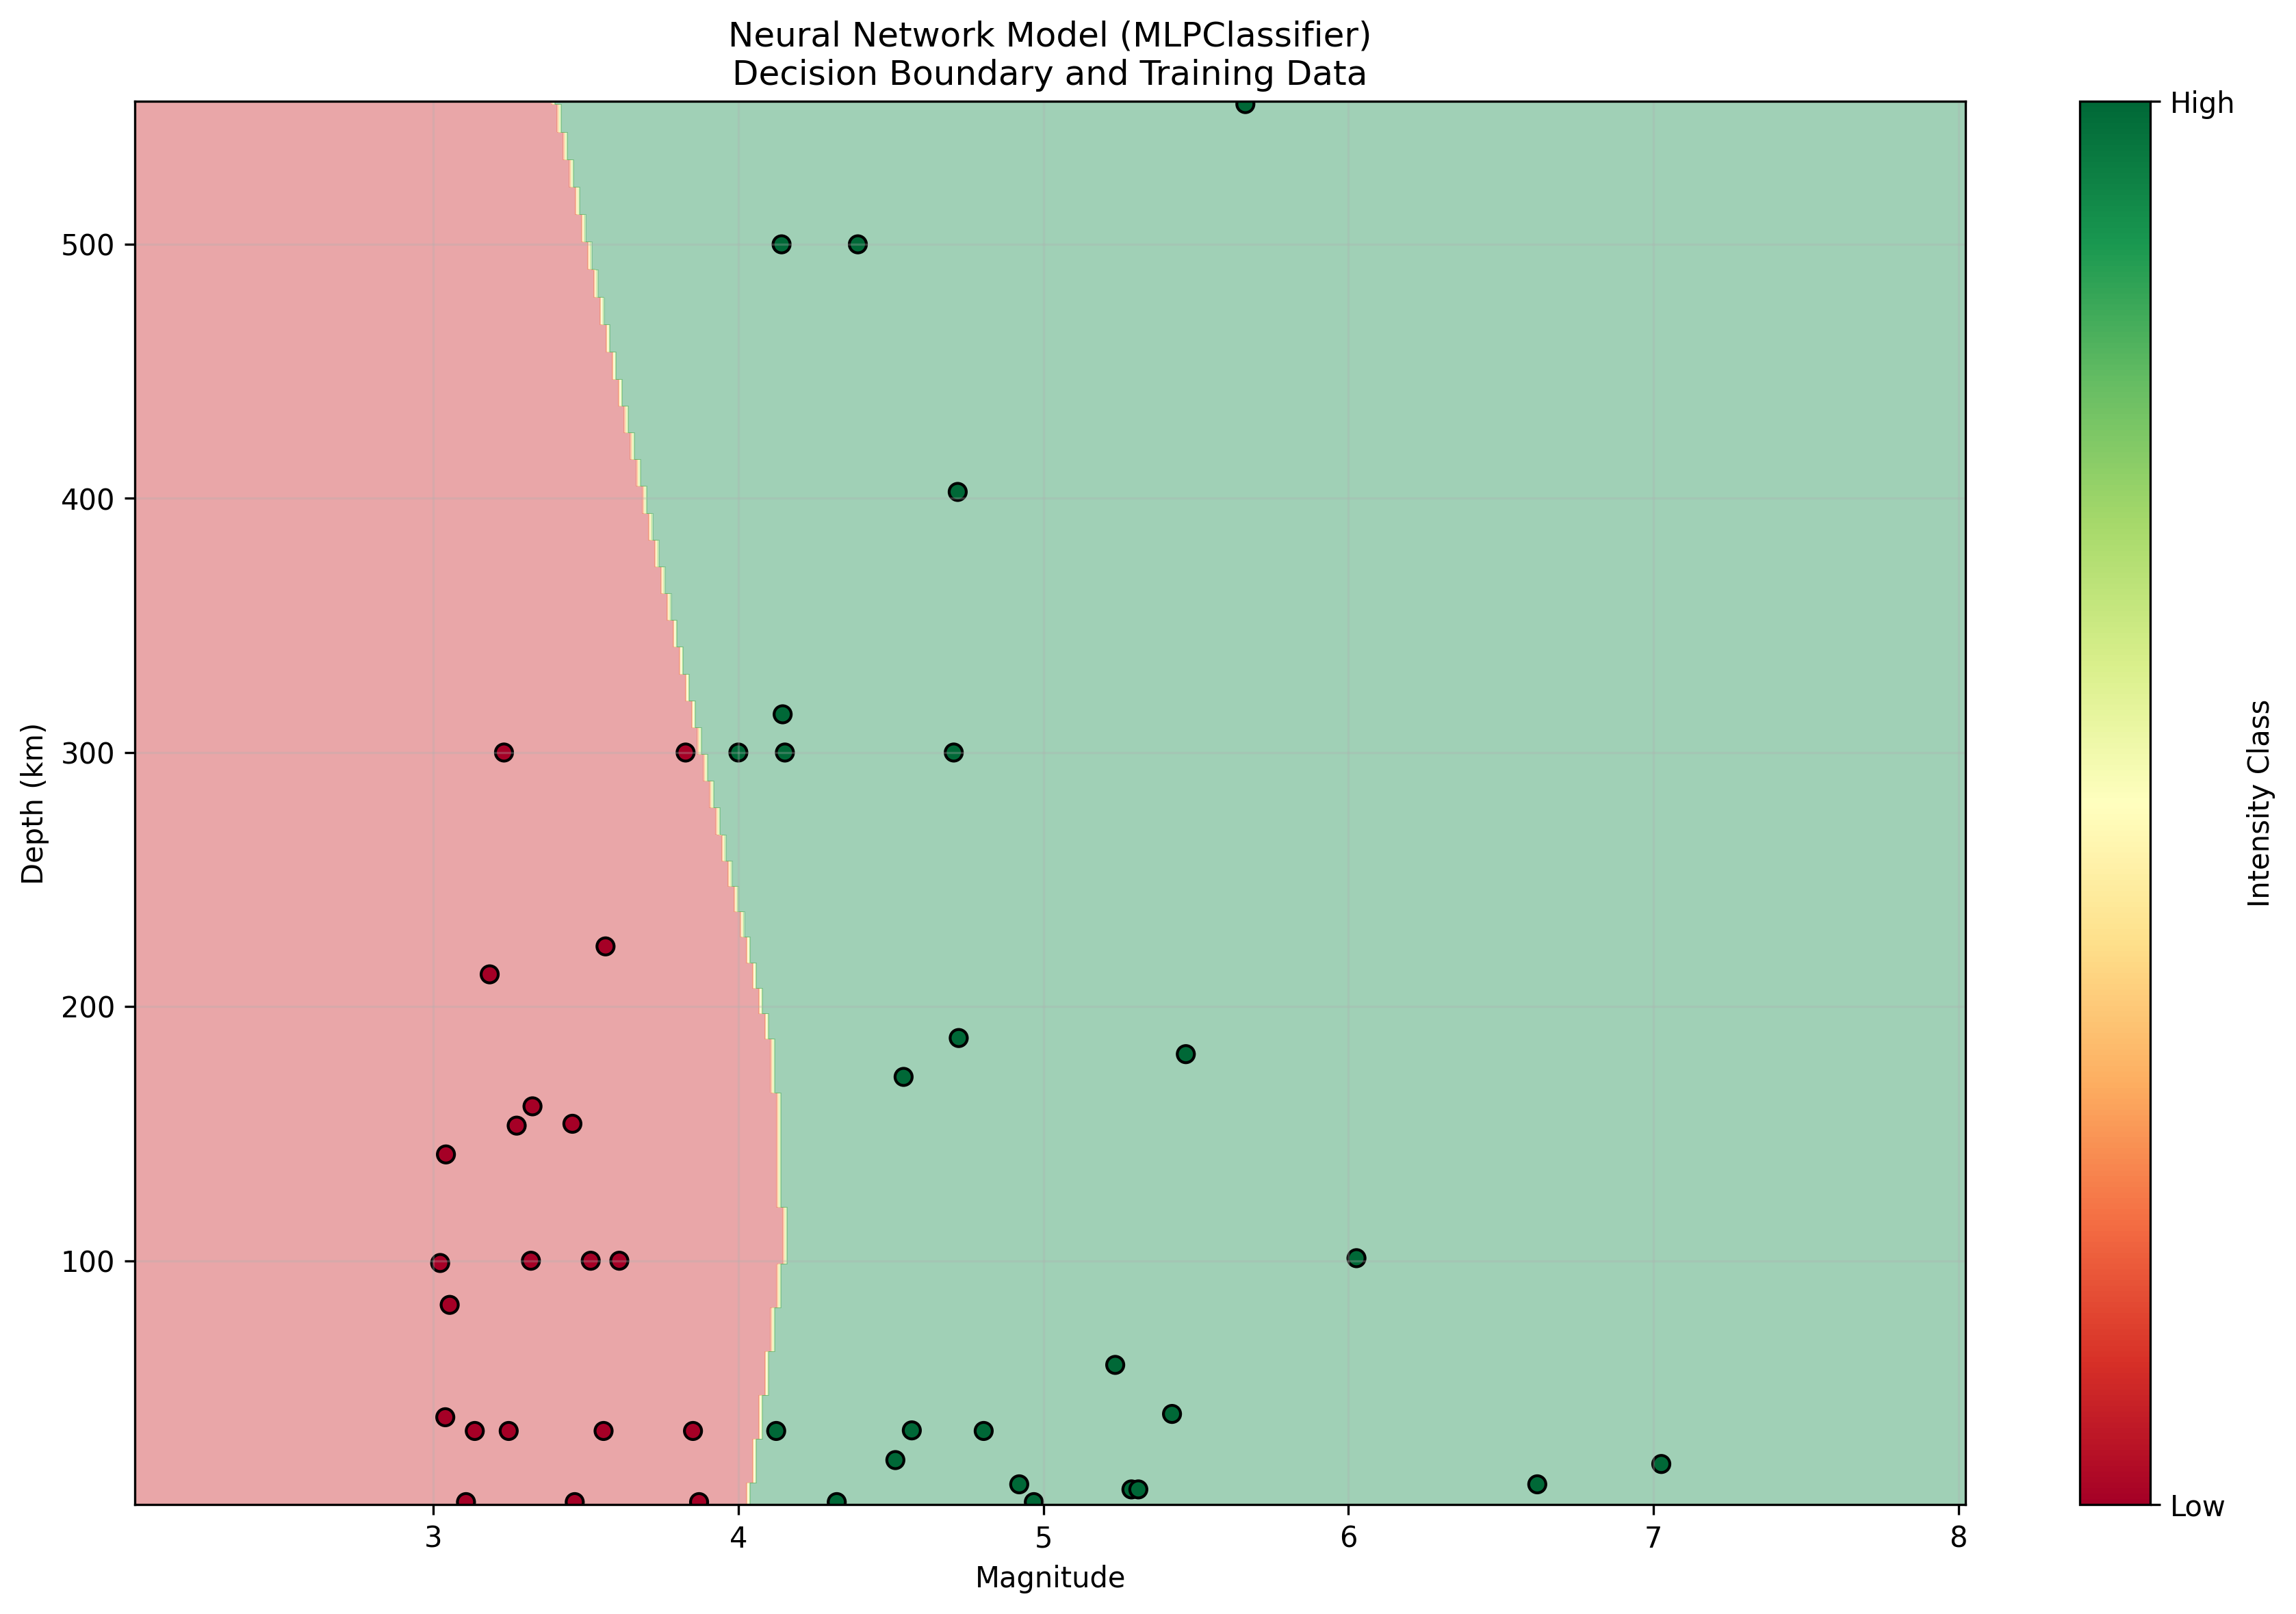 Neural Network Model (MLPClassifier)
Decision Boundary and Training Data
High
500
400
300
200
100
Depth (km)
Intensity Class
Low
3 4 5 6 7 8
Magnitude